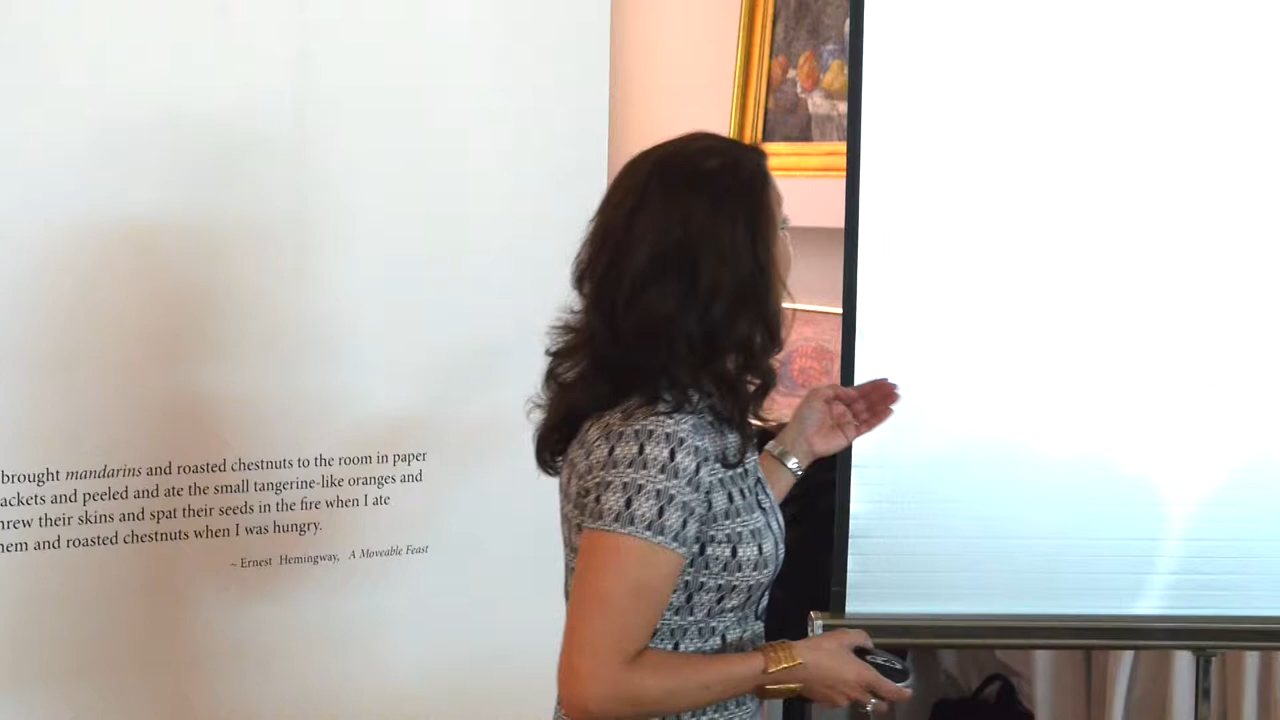 brought mandarins and roasted chestnuts to the room in paper
ackets and peeled and ate the small tangerine-like oranges and
hrew their skins and spat their seeds in the fire when I ate
hem and roasted chestnuts when I was hungry.
~ Ernest Hemingway, A Moveable Feast